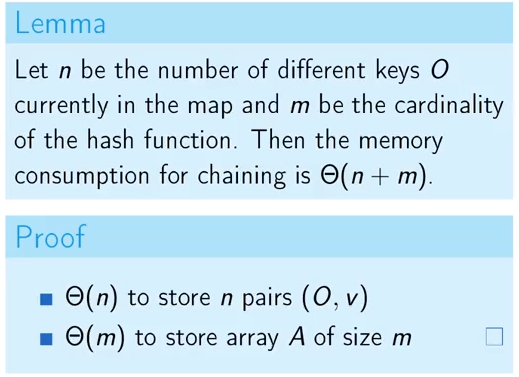 Lemma
Let n be the number of different keys O
currently in the map and m be the cardinality
of the hash function. Then the memory
consumption for chaining is Θ(n + m).
Proof
■ Θ(n) to store n pairs (O, v)
■ Θ(m) to store array A of size m □